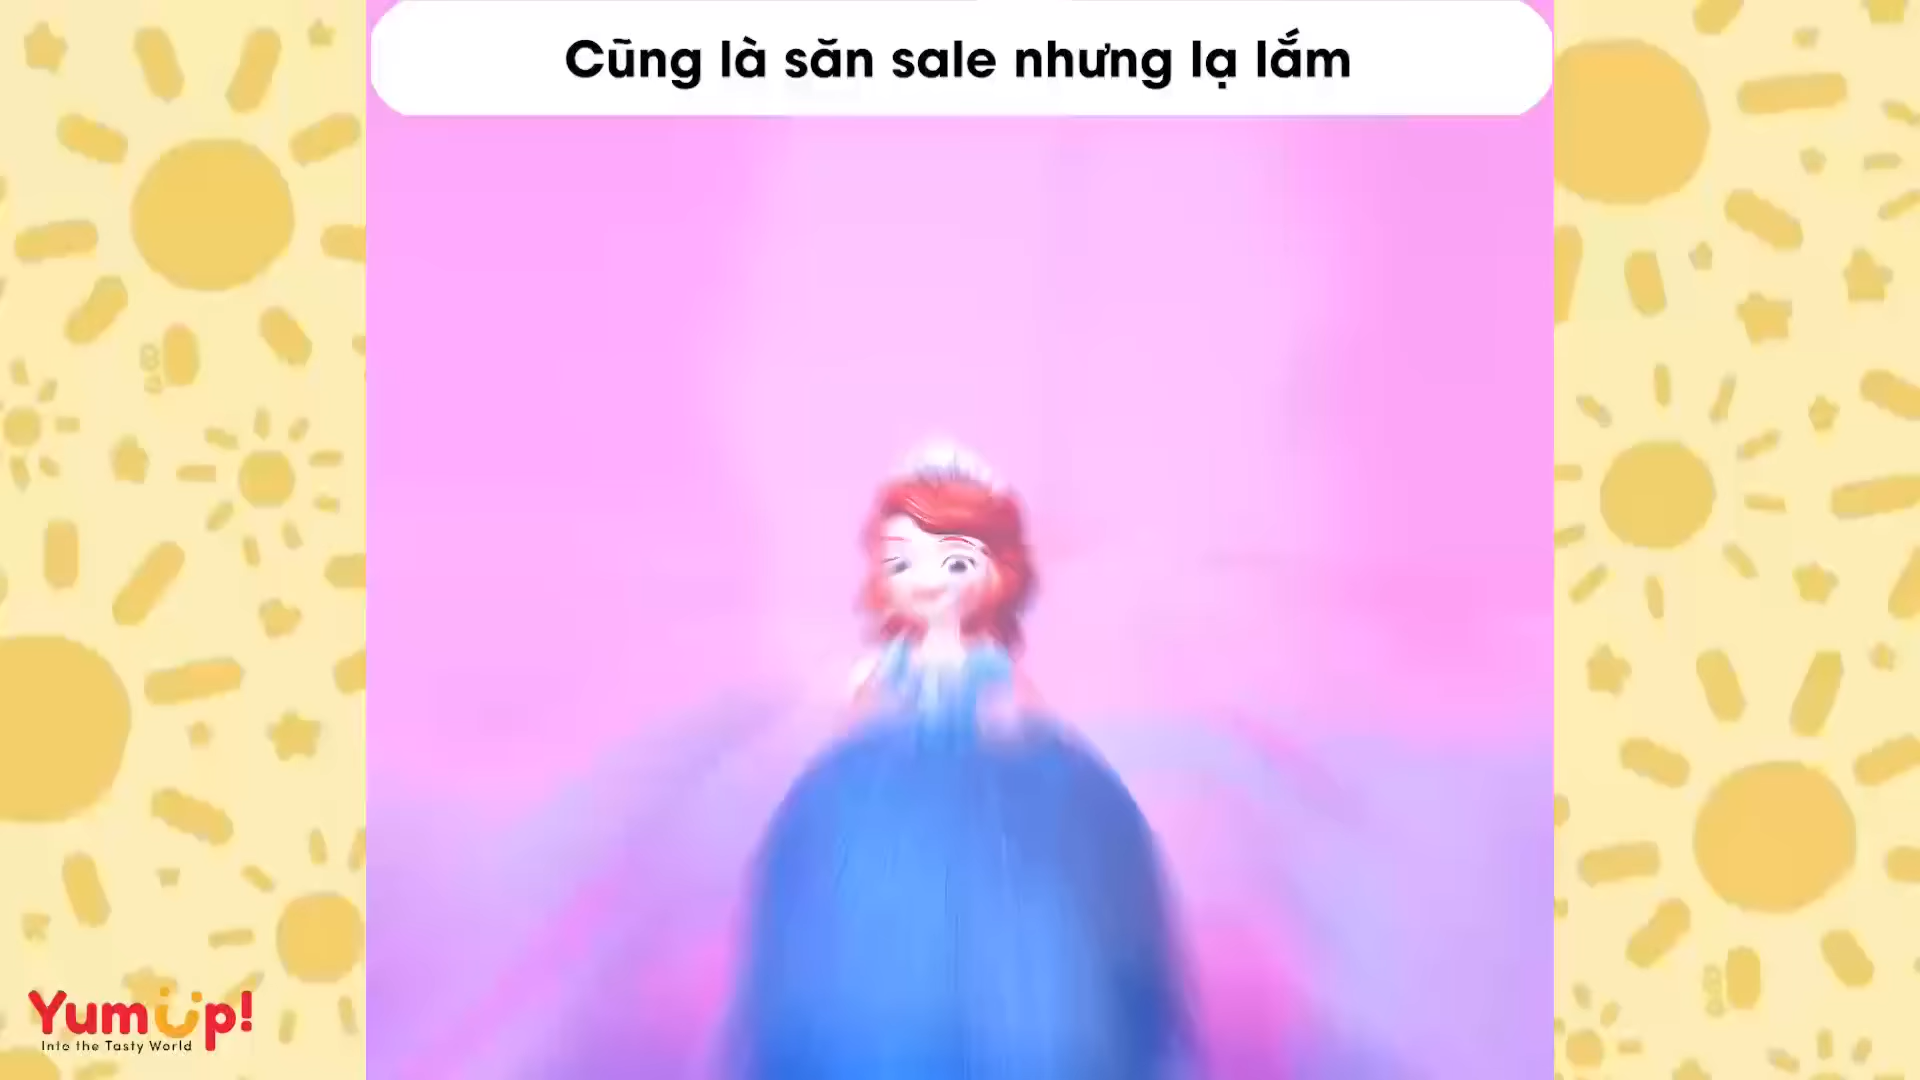 Cũng là săn sale nhưng lạ lắm
YumUp!
Into the Tasty World